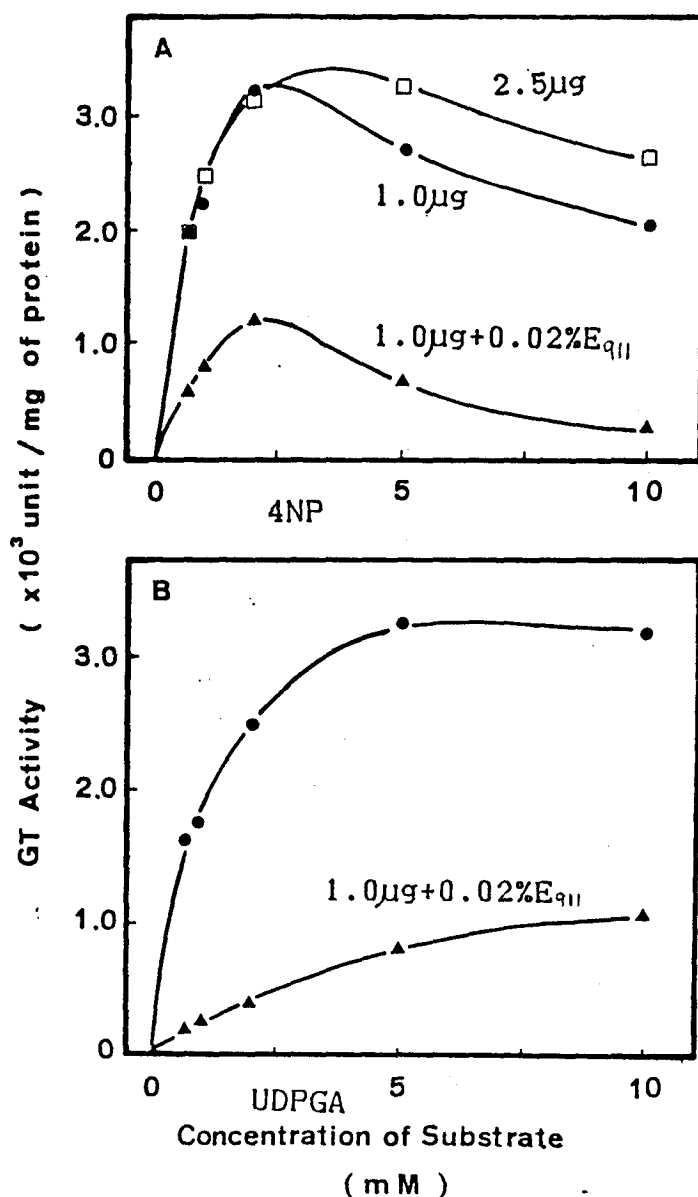 A
2.5µg
3.0
1.0µg
2.0
1.0µg+0.02%E911
1.0
0
0 5 10
4NP
GT Activity ( x10³ unit / mg of protein)
B
3.0
2.0
1.0µg+0.02%E911
1.0
0
0 5 10
UDPGA
Concentration of Substrate
( mM )